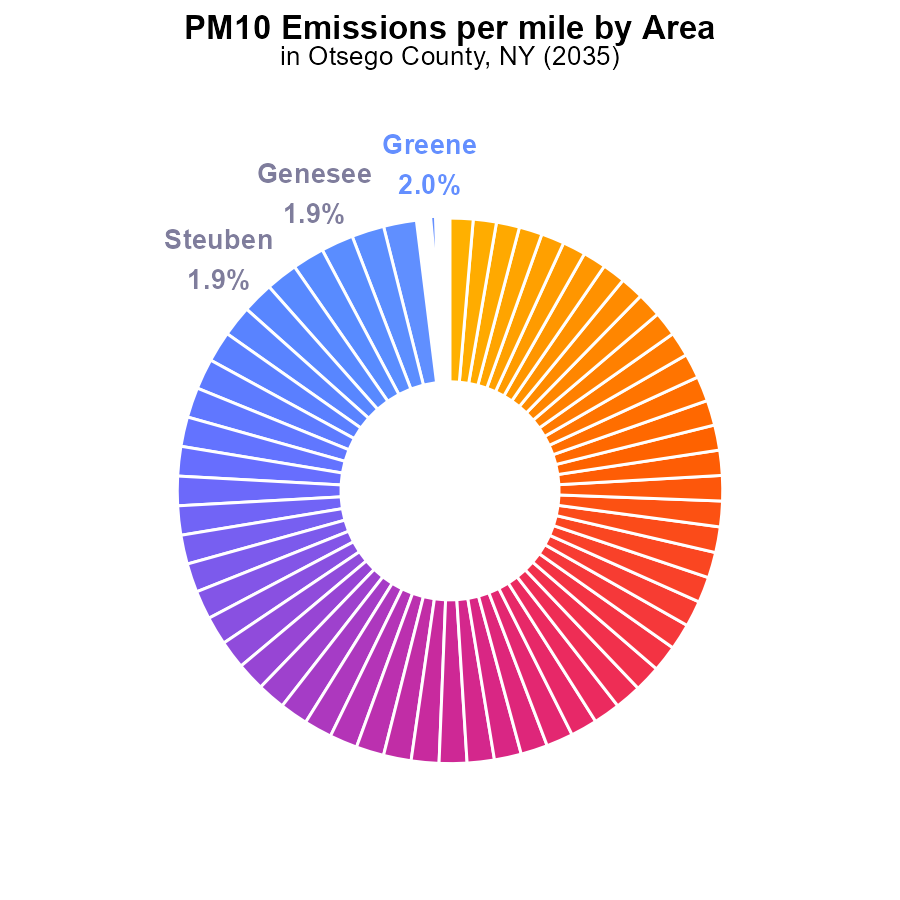 PM10 Emissions per mile by Area
in Otsego County, NY (2035)
Greene
2.0%
Genesee
1.9%
Steuben
1.9%